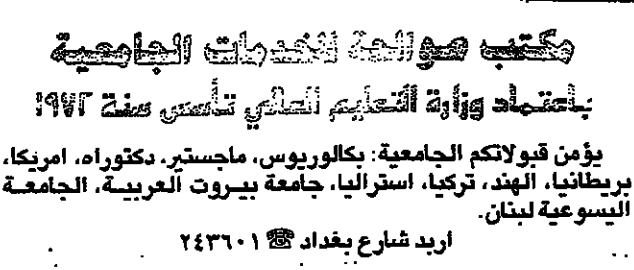 مكتب صوالحة للخدمات الجامعية
باعتماد وزارة التعليم العالي تأسس سنة ١٩٧٢
يؤمن قبولاتكم الجامعية: بكالوريوس، ماجستير، دكتوراه، امريكا،
بريطانيا، الهند، تركيا، استراليا، جامعة بيروت العربية، الجامعة
اليسوعية لبنان.
اربد شارع بغداد ☎ ٢٤٣٦٠١